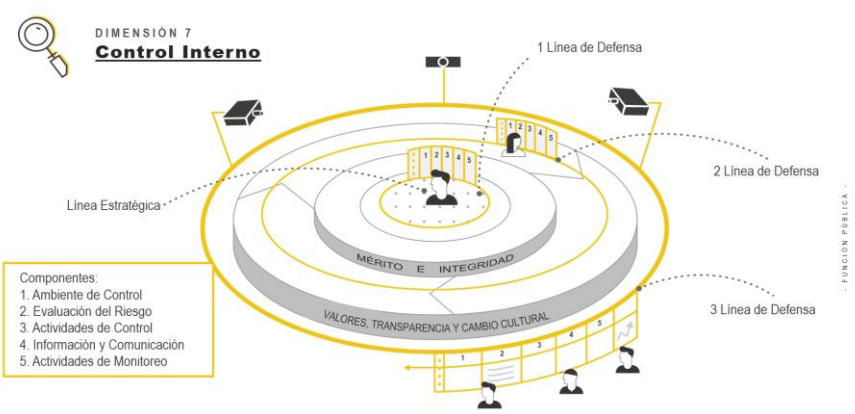 DIMENSIÓN 7
Control Interno
1 Línea de Defensa
1 2 3 4 5
1 2 3 4 5
2 Línea de Defensa
Línea Estratégica
- FUNCIÓN PÚBLICA -
MÉRITO E INTEGRIDAD
VALORES, TRANSPARENCIA Y CAMBIO CULTURAL
3 Línea de Defensa
1 2 3 4 5
Componentes:
1. Ambiente de Control
2. Evaluación del Riesgo
3. Actividades de Control
4. Información y Comunicación
5. Actividades de Monitoreo